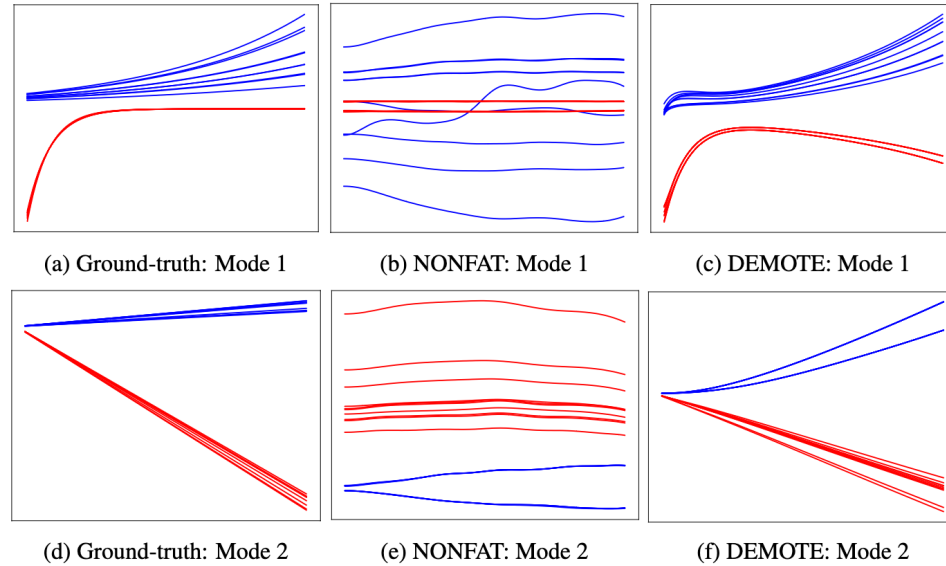 (a) Ground-truth: Mode 1
(b) NONFAT: Mode 1
(c) DEMOTE: Mode 1
(d) Ground-truth: Mode 2
(e) NONFAT: Mode 2
(f) DEMOTE: Mode 2